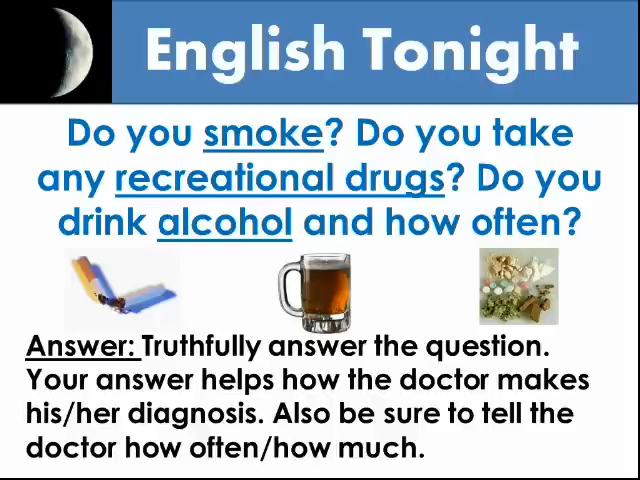 English Tonight
Do you smoke? Do you take
any recreational drugs? Do you
drink alcohol and how often?
Answer: Truthfully answer the question.
Your answer helps how the doctor makes
his/her diagnosis. Also be sure to tell the
doctor how often/how much.